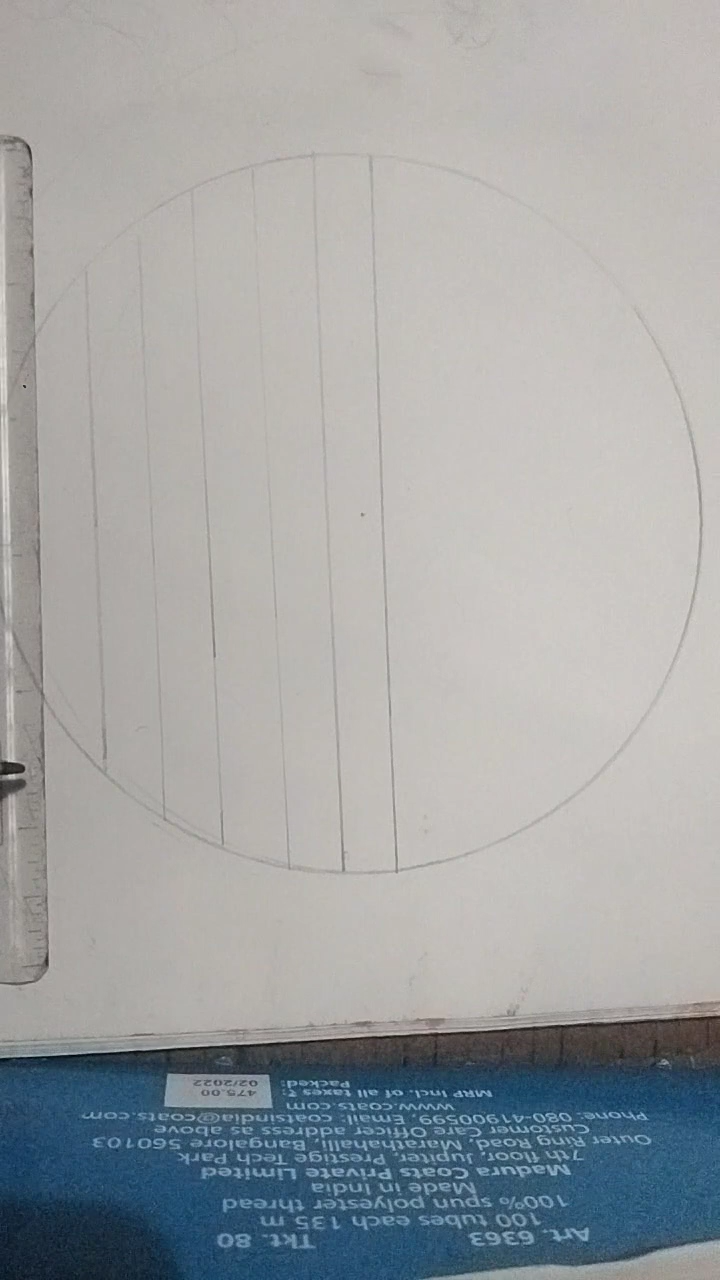 Art. 6363 Tkt. 80
100 tubes each 135 m
100% spun polyester thread
Made in India
Madura Coats Private Limited
7th floor, Jupiter, Prestige Tech Park
Outer Ring Road, Marathahalli, Bangalore 560103
Customer Care Officer: address as above
Phone: 080-41900599, Email: coatsindia@coats.com
www.coats.com
MRP Incl. of all taxes ₹: 475.00
Packed: 02/2022